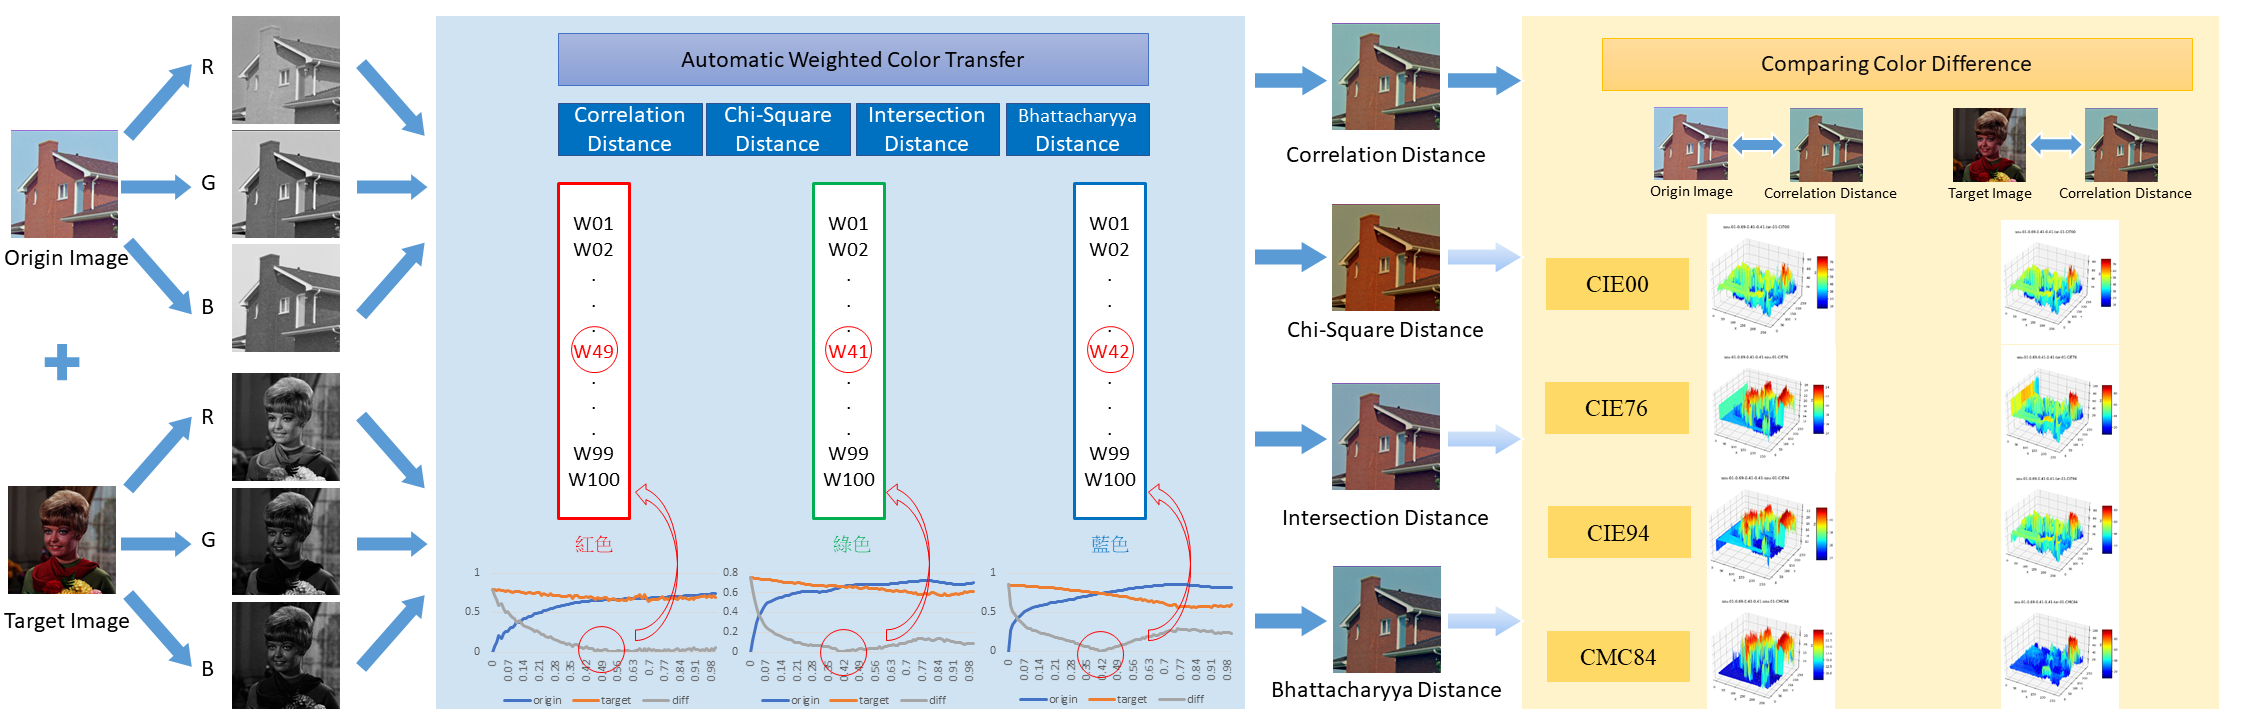 R
G
B
Origin Image
R
G
B
Target Image
Automatic Weighted Color Transfer
Correlation
Distance
Chi-Square
Distance
Intersection
Distance
Bhattacharyya
Distance
W01
W02
.
.
.
W49
.
.
.
W99
W100
紅色
W01
W02
.
.
.
W41
.
.
.
W99
W100
綠色
W01
W02
.
.
.
W42
.
.
.
W99
W100
藍色
1
0.5
0
0 0.07 0.14 0.21 0.28 0.35 0.42 0.49 0.56 0.63 0.7 0.77 0.84 0.91 0.98
origin target diff
0.8
0.6
0.4
0.2
0
0 0.07 0.14 0.21 0.28 0.35 0.42 0.49 0.56 0.63 0.7 0.77 0.84 0.91 0.98
origin target diff
1
0.5
0
0 0.07 0.14 0.21 0.28 0.35 0.42 0.49 0.56 0.63 0.7 0.77 0.84 0.91 0.98
origin target diff
Correlation Distance
Chi-Square Distance
Intersection Distance
Bhattacharyya Distance
Comparing Color Difference
Origin Image
Correlation Distance
Target Image
Correlation Distance
CIE00
CIE76
CIE94
CMC84